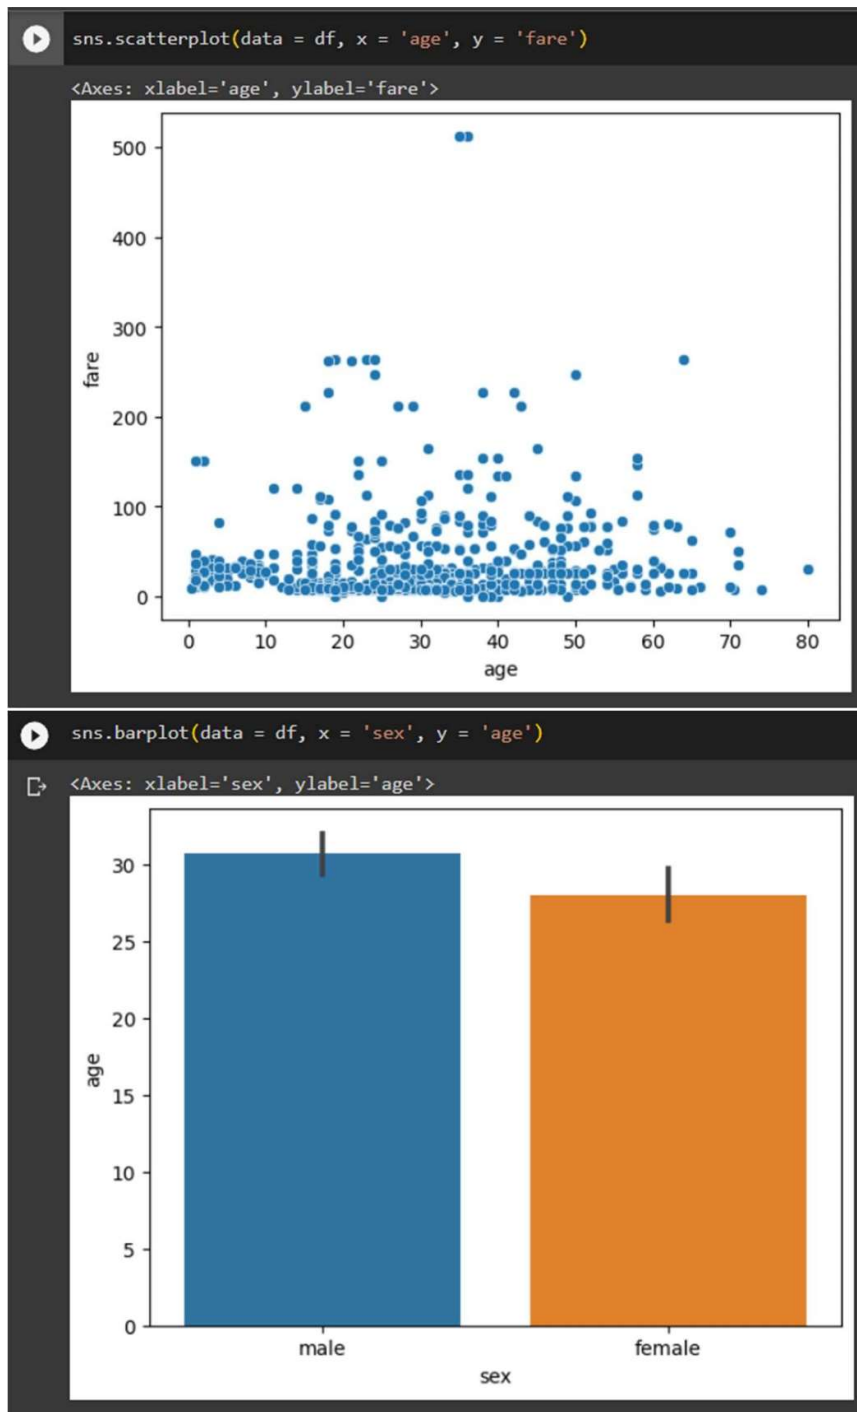 sns.scatterplot(data = df, x = 'age', y = 'fare')
<Axes: xlabel='age', ylabel='fare'>
500
400
300
200
100
0
fare
0 10 20 30 40 50 60 70 80
age
sns.barplot(data = df, x = 'sex', y = 'age')
<Axes: xlabel='sex', ylabel='age'>
30
25
20
15
10
5
0
age
male female
sex